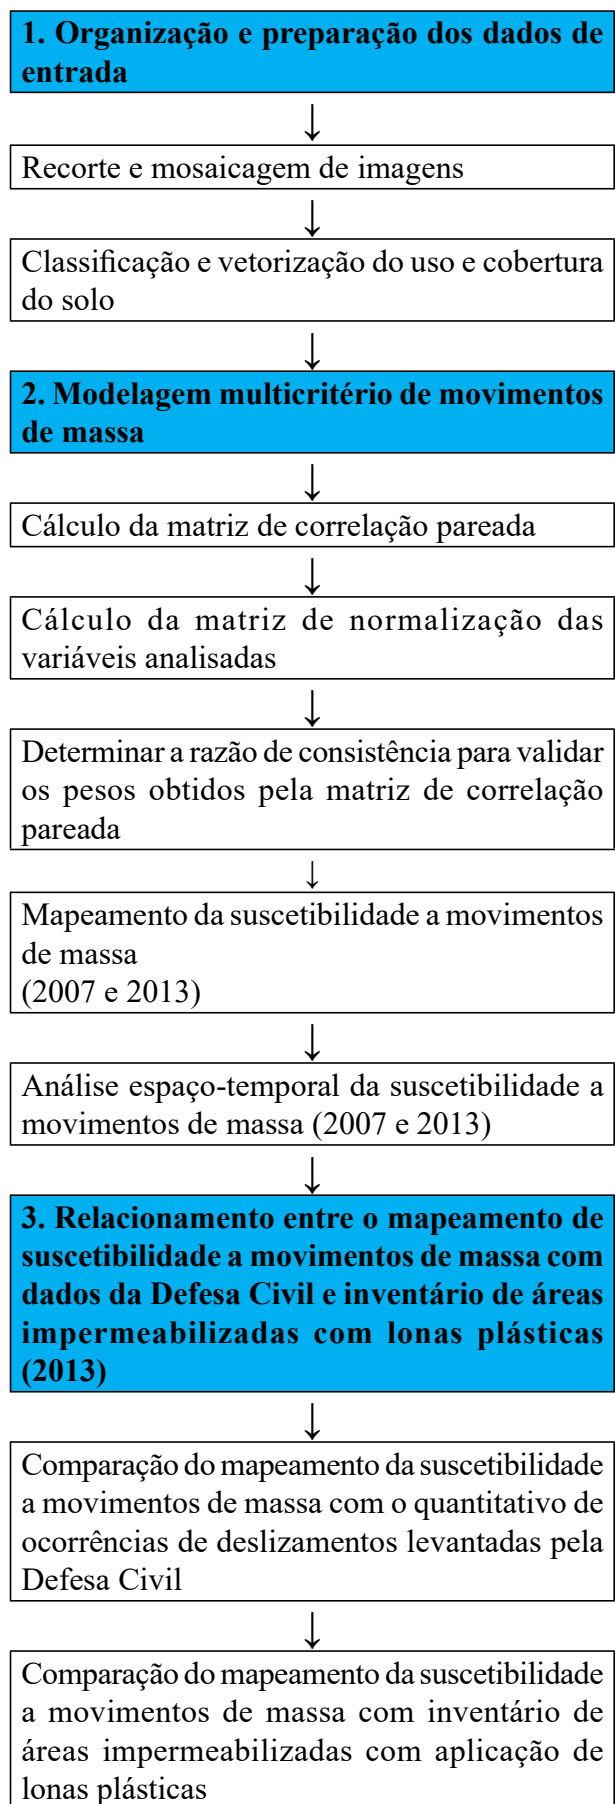 1. Organização e preparação dos dados de
entrada
Recorte e mosaicagem de imagens
Classificação e vetorização do uso e cobertura
do solo
2. Modelagem multicritério de movimentos
de massa
Cálculo da matriz de correlação pareada
Cálculo da matriz de normalização das
variáveis analisadas
Determinar a razão de consistência para validar
os pesos obtidos pela matriz de correlação
pareada
Mapeamento da suscetibilidade a movimentos
de massa
(2007 e 2013)
Análise espaço-temporal da suscetibilidade a
movimentos de massa (2007 e 2013)
3. Relacionamento entre o mapeamento de
suscetibilidade a movimentos de massa com
dados da Defesa Civil e inventário de áreas
impermeabilizadas com lonas plásticas
(2013)
Comparação do mapeamento da suscetibilidade
a movimentos de massa com o quantitativo de
ocorrências de deslizamentos levantadas pela
Defesa Civil
Comparação do mapeamento da suscetibilidade
a movimentos de massa com inventário de
áreas impermeabilizadas com aplicação de
lonas plásticas